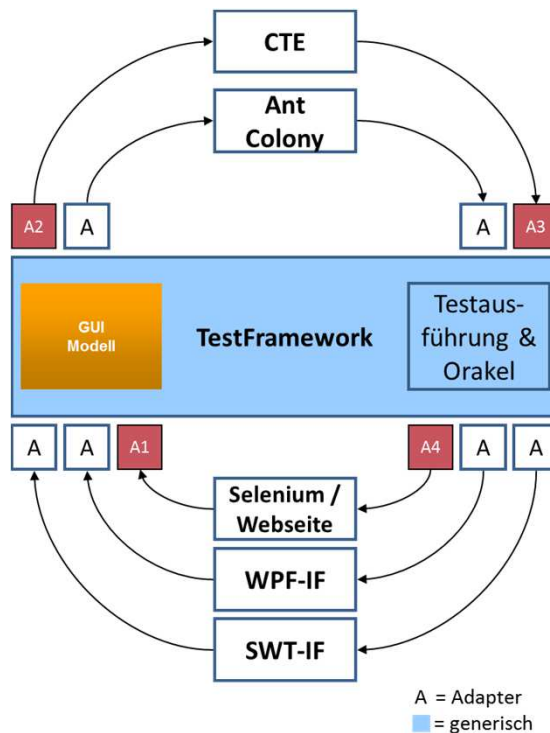 CTE
Ant
Colony
A2
A
A
A3
GUI
Modell
TestFramework
Testaus-
führung &
Orakel
A
A
A1
A4
A
A
Selenium /
Webseite
WPF-IF
SWT-IF
A = Adapter
= generisch